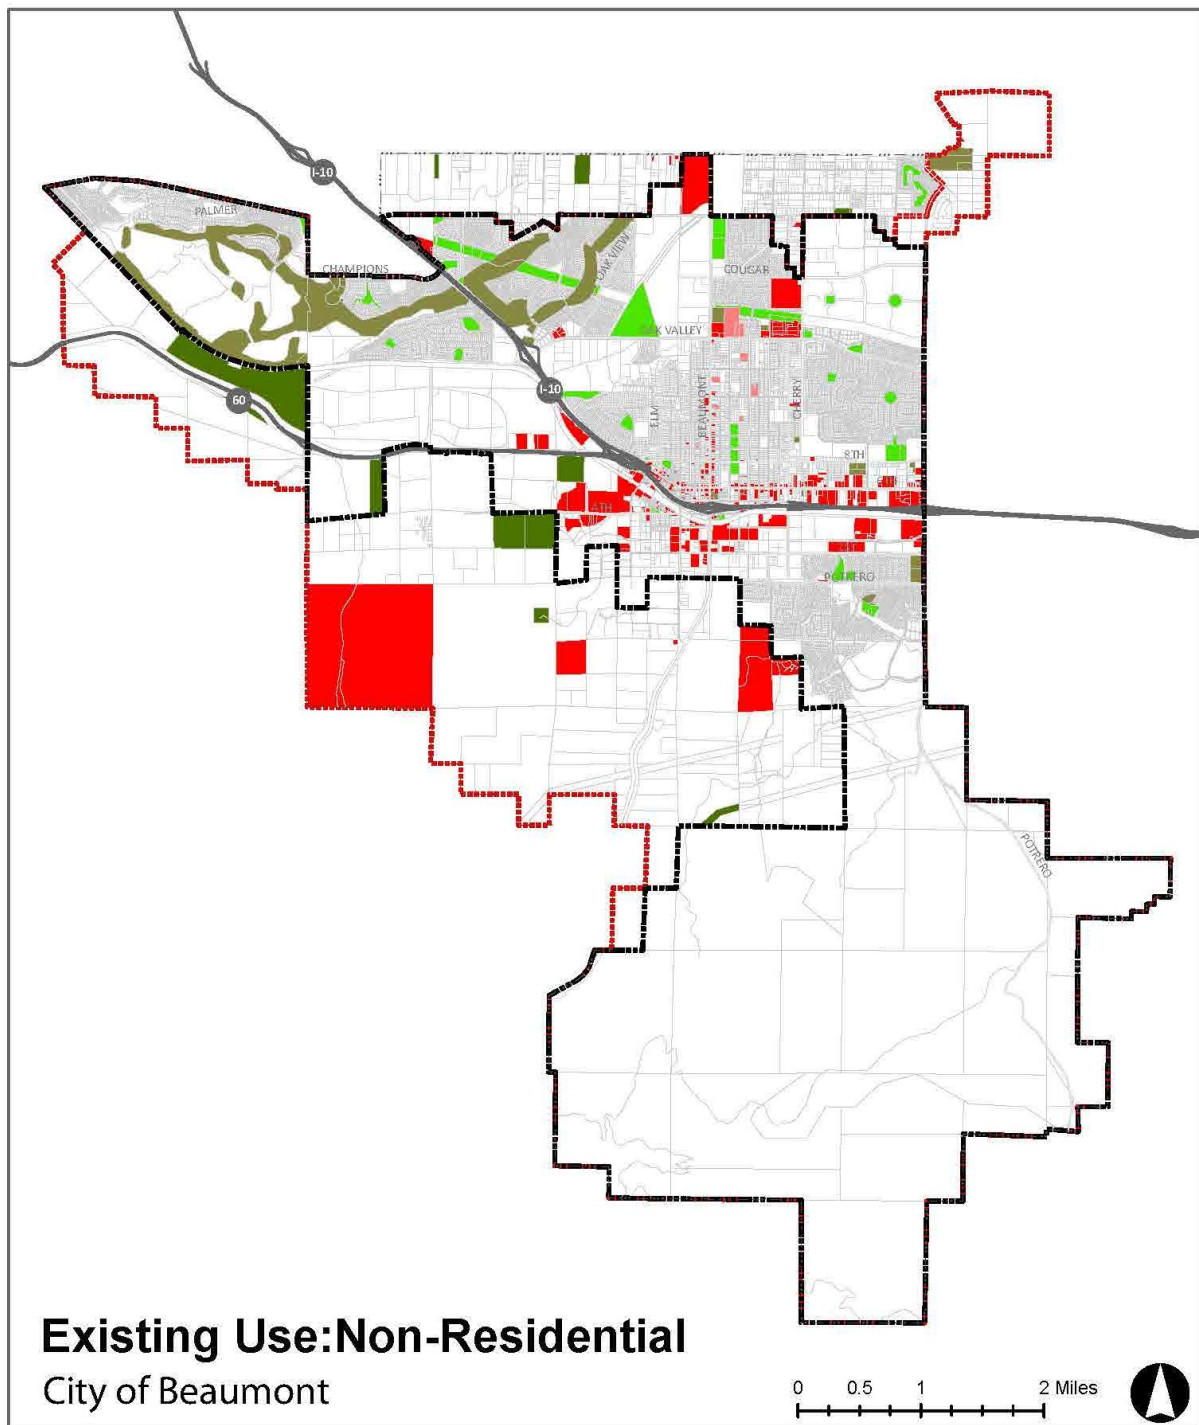 I-10
PALMER
CHAMPIONS
OAK VIEW
COUGAR
OAK VALLEY
I-10
60
ELM
BEAUMONT
CHERRY
8TH
4TH
POTRERO
POTRERO
Existing Use:Non-Residential
City of Beaumont
0 0.5 1 2 Miles